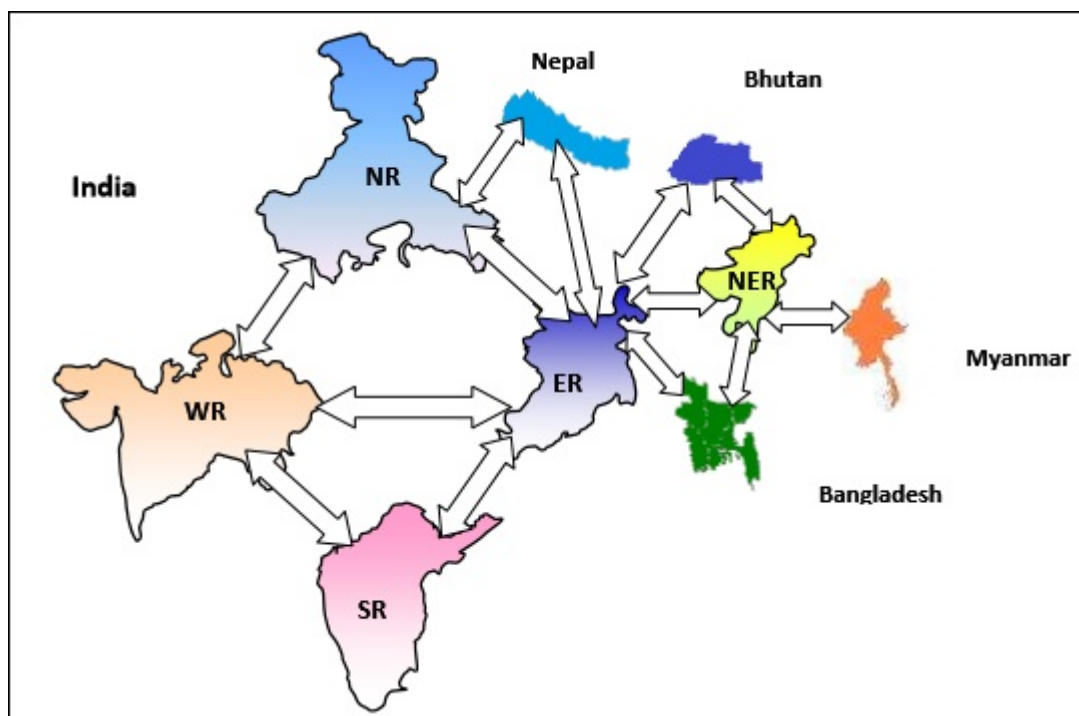 Nepal
Bhutan
India
NR
NER
Myanmar
ER
WR
Bangladesh
SR